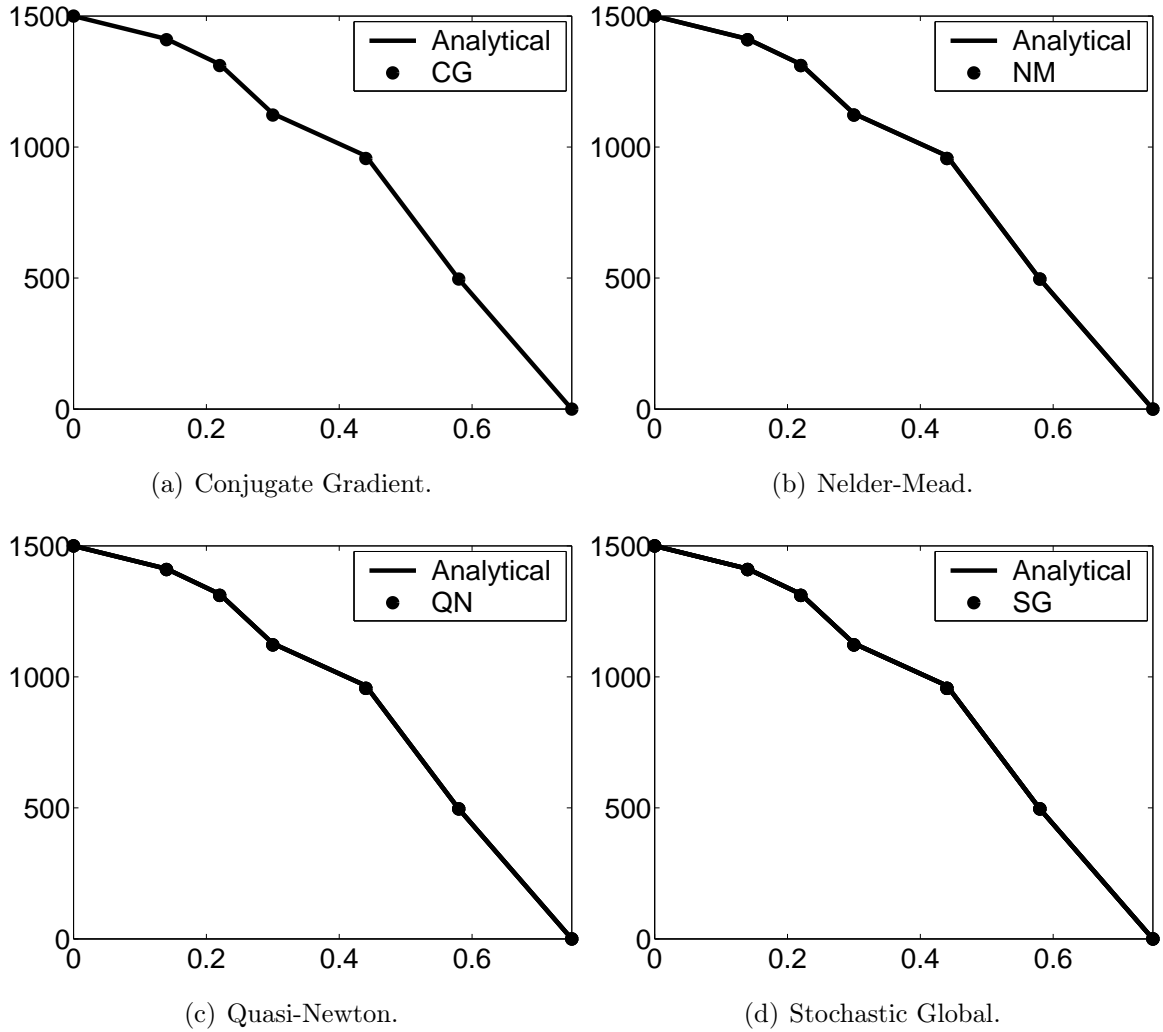 1500
1000
500
0
0 0.2 0.4 0.6
Analytical
CG
(a) Conjugate Gradient.
1500
1000
500
0
0 0.2 0.4 0.6
Analytical
NM
(b) Nelder-Mead.
1500
1000
500
0
0 0.2 0.4 0.6
Analytical
QN
(c) Quasi-Newton.
1500
1000
500
0
0 0.2 0.4 0.6
Analytical
SG
(d) Stochastic Global.